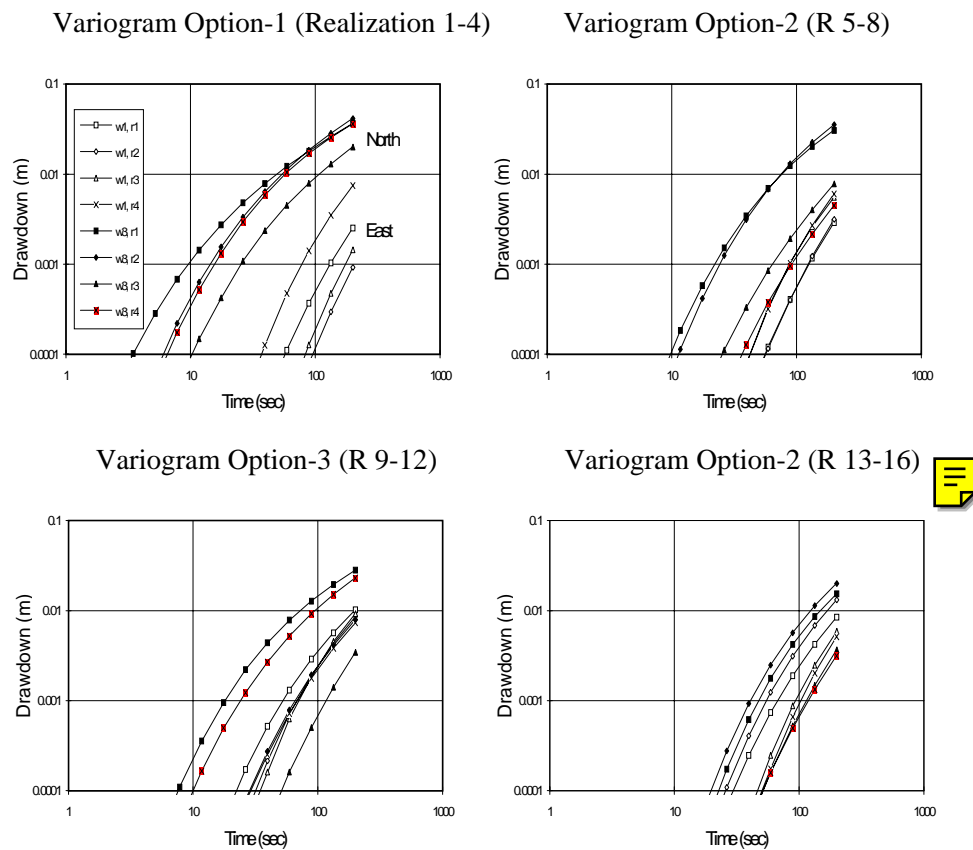 Variogram Option-1 (Realization 1-4)
Variogram Option-2 (R 5-8)
0.1
0.01
0.001
0.0001
Drawdown (m)
w1, r1
w1, r2
w1, r3
w1, r4
w8, r1
w8, r2
w8, r3
w8, r4
North
East
1
10
100
1000
Time (sec)
0.1
0.01
0.001
0.0001
Drawdown (m)
1
10
100
1000
Time (sec)
Variogram Option-3 (R 9-12)
Variogram Option-2 (R 13-16)
0.1
0.01
0.001
0.0001
Drawdown (m)
1
10
100
1000
Time (sec)
0.1
0.01
0.001
0.0001
Drawdown (m)
1
10
100
1000
Time (sec)